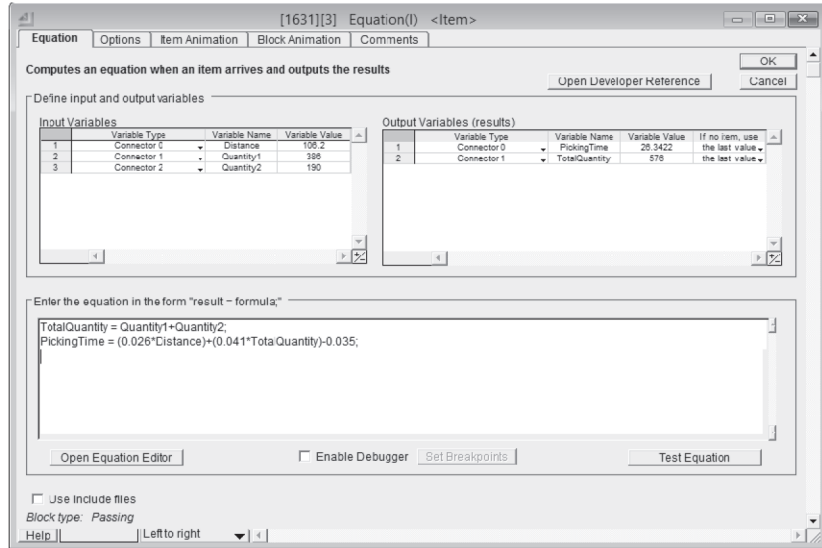 [1631][3] Equation(I) <Item>
Equation Options Item Animation Block Animation Comments
OK
Computes an equation when an item arrives and outputs the results
Open Developer Reference Cancel
Define input and output variables
Input Variables
Variable Type Variable Name Variable Value
1 Connector 0 Distance 106.2
2 Connector 1 Quantity1 386
3 Connector 2 Quantity2 190
Output Variables (results)
Variable Type Variable Name Variable Value If no item, use
1 Connector 0 PickingTime 26.3422 the last value
2 Connector 1 TotalQuantity 576 the last value
Enter the equation in the form "result = formula;"
TotalQuantity = Quantity1+Quantity2;
PickingTime = (0.026*Distance)+(0.041*TotalQuantity)-0.035;
Open Equation Editor Enable Debugger Set Breakpoints Test Equation
Use include files
Block type: Passing
Help Left to right